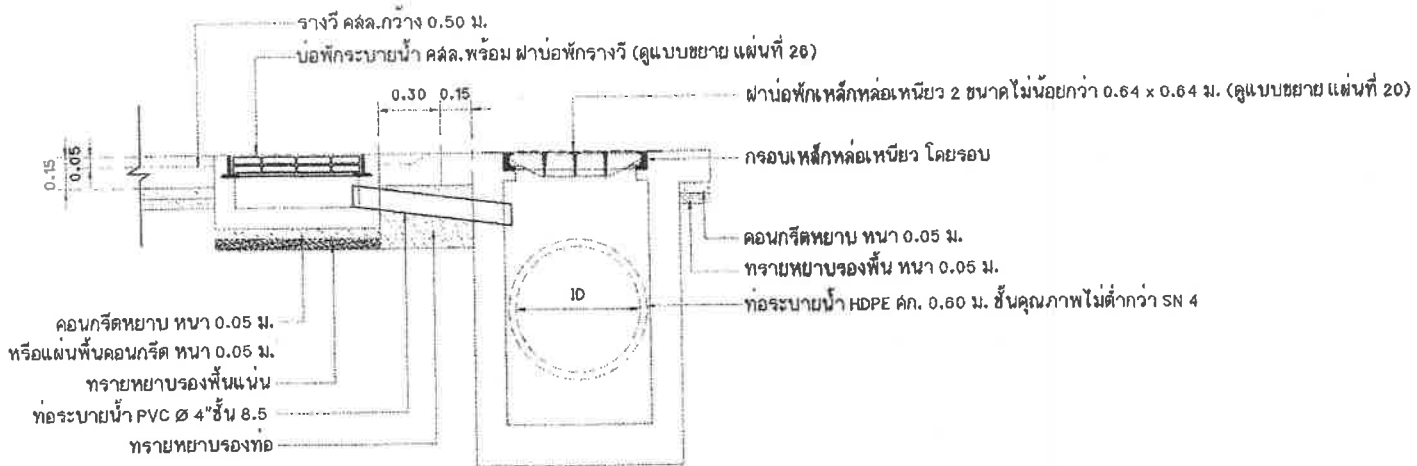 รางวี คสล.กว้าง 0.50 ม.
บ่อพักระบายน้ำ คสล.พร้อม ฝาบ่อพักรางวี (ดูแบบขยาย แผ่นที่ 26)
0.30 0.15
ฝาบ่อพักเหล็กหล่อเหนียว 2 ขนาดไม่น้อยกว่า 0.64 x 0.64 ม. (ดูแบบขยาย แผ่นที่ 20)
0.15
0.05
กรอบเหล็กหล่อเหนียว โดยรอบ
คอนกรีตหยาบ หนา 0.05 ม.
ทรายหยาบรองพื้น หนา 0.05 ม.
ID
ท่อระบายน้ำ HDPE ศก. 0.60 ม. ชั้นคุณภาพไม่ต่ำกว่า SN 4
คอนกรีตหยาบ หนา 0.05 ม.
หรือแผ่นพื้นคอนกรีต หนา 0.05 ม.
ทรายหยาบรองพื้นแน่น
ท่อระบายน้ำ PVC Ø 4"ชั้น 8.5
ทรายหยาบรองท่อ